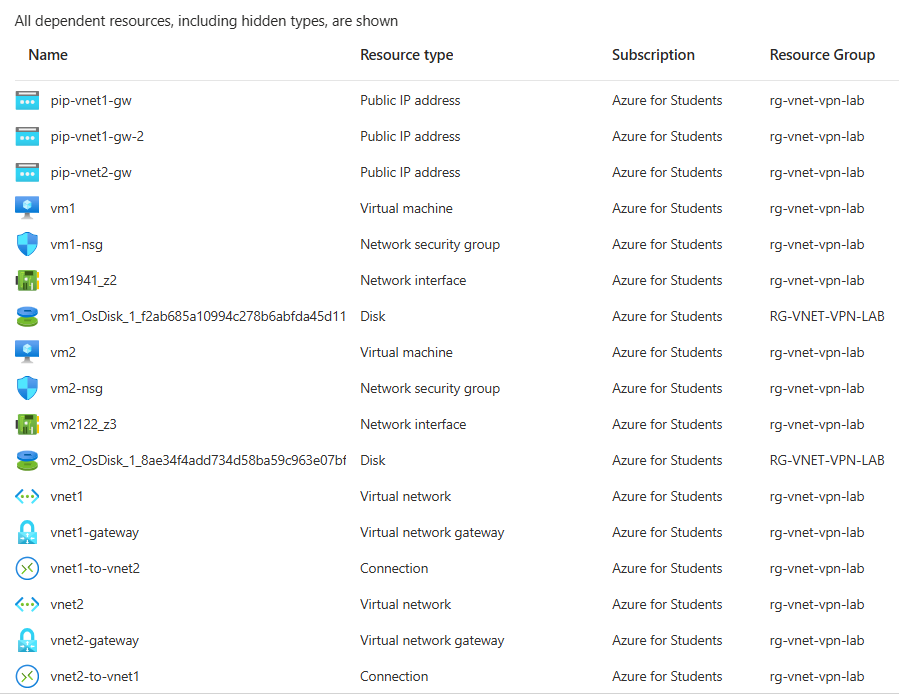 All dependent resources, including hidden types, are shown
Name Resource type Subscription Resource Group
pip-vnet1-gw Public IP address Azure for Students rg-vnet-vpn-lab
pip-vnet1-gw-2 Public IP address Azure for Students rg-vnet-vpn-lab
pip-vnet2-gw Public IP address Azure for Students rg-vnet-vpn-lab
vm1 Virtual machine Azure for Students rg-vnet-vpn-lab
vm1-nsg Network security group Azure for Students rg-vnet-vpn-lab
vm1941_z2 Network interface Azure for Students rg-vnet-vpn-lab
vm1_OsDisk_1_f2ab685a10994c278b6abfda45d11 Disk Azure for Students RG-VNET-VPN-LAB
vm2 Virtual machine Azure for Students rg-vnet-vpn-lab
vm2-nsg Network security group Azure for Students rg-vnet-vpn-lab
vm2122_z3 Network interface Azure for Students rg-vnet-vpn-lab
vm2_OsDisk_1_8ae34f4add734d58ba59c963e07bf Disk Azure for Students RG-VNET-VPN-LAB
vnet1 Virtual network Azure for Students rg-vnet-vpn-lab
vnet1-gateway Virtual network gateway Azure for Students rg-vnet-vpn-lab
vnet1-to-vnet2 Connection Azure for Students rg-vnet-vpn-lab
vnet2 Virtual network Azure for Students rg-vnet-vpn-lab
vnet2-gateway Virtual network gateway Azure for Students rg-vnet-vpn-lab
vnet2-to-vnet1 Connection Azure for Students rg-vnet-vpn-lab